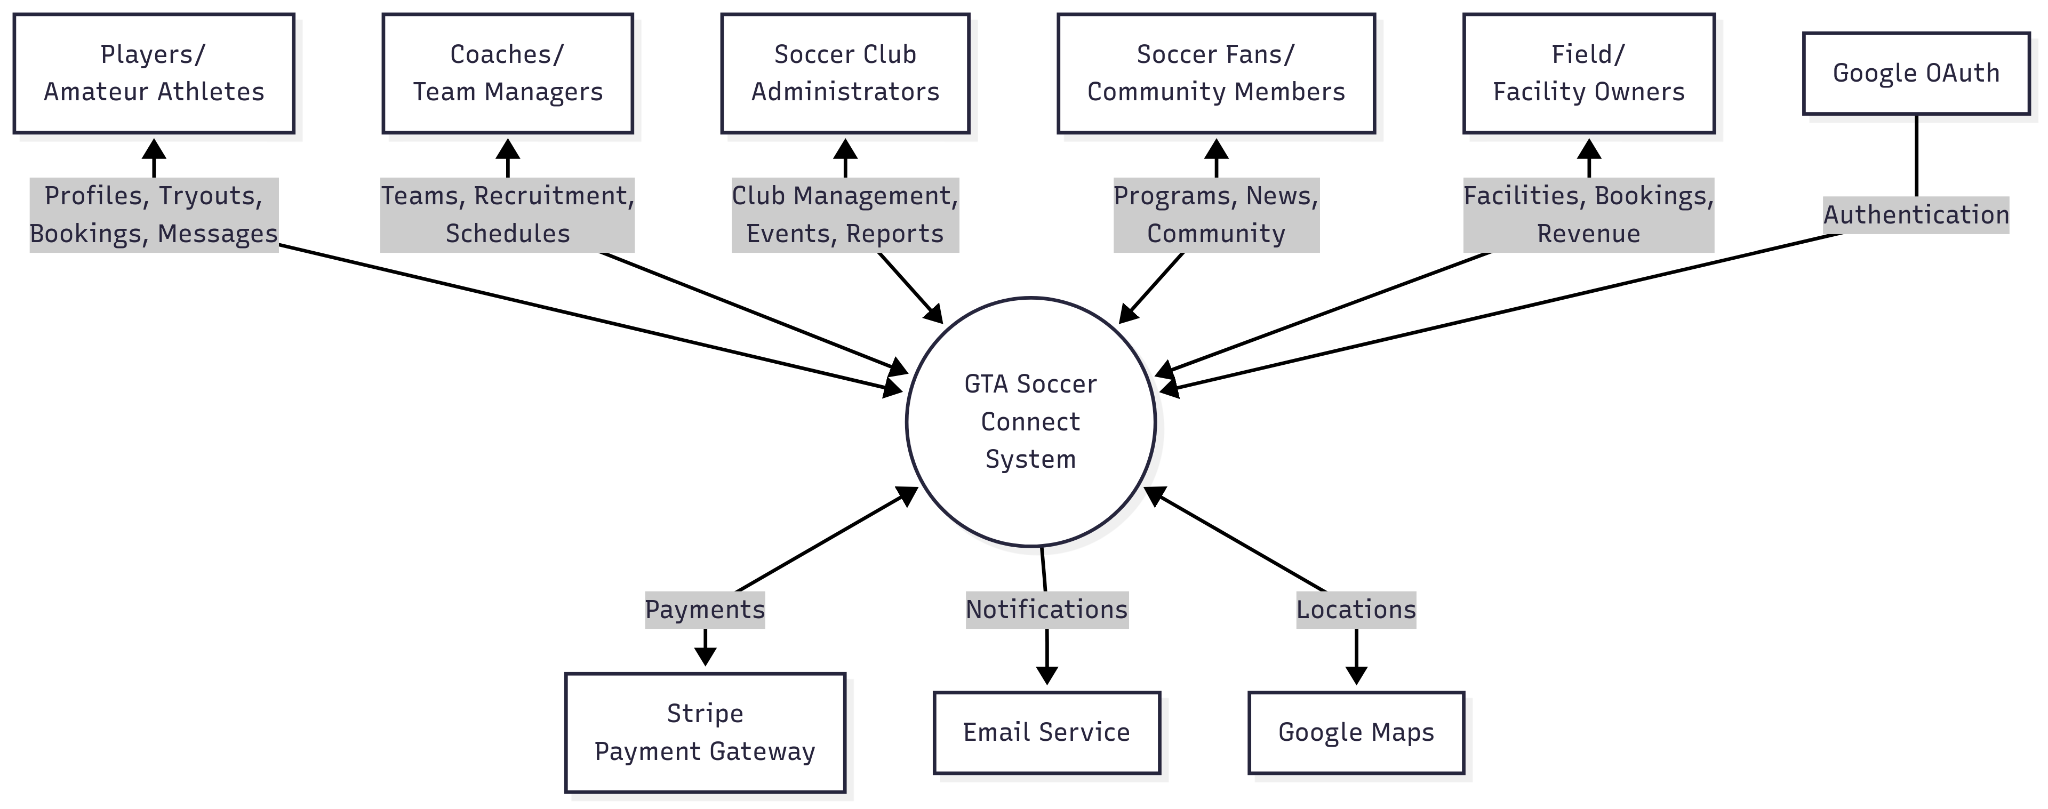 Players/
Amateur Athletes
Coaches/
Team Managers
Soccer Club
Administrators
Soccer Fans/
Community Members
Field/
Facility Owners
Google OAuth
Profiles, Tryouts,
Bookings, Messages
Teams, Recruitment,
Schedules
Club Management,
Events, Reports
Programs, News,
Community
Facilities, Bookings,
Revenue
Authentication
GTA Soccer
Connect
System
Payments
Notifications
Locations
Stripe
Payment Gateway
Email Service
Google Maps